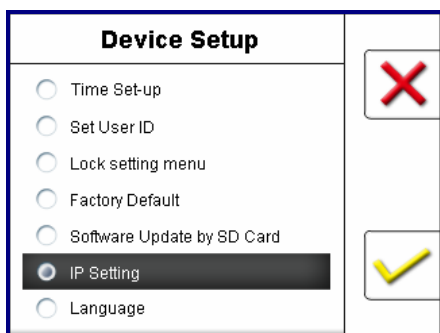 Device Setup
Time Set-up
Set User ID
Lock setting menu
Factory Default
Software Update by SD Card
IP Setting
Language